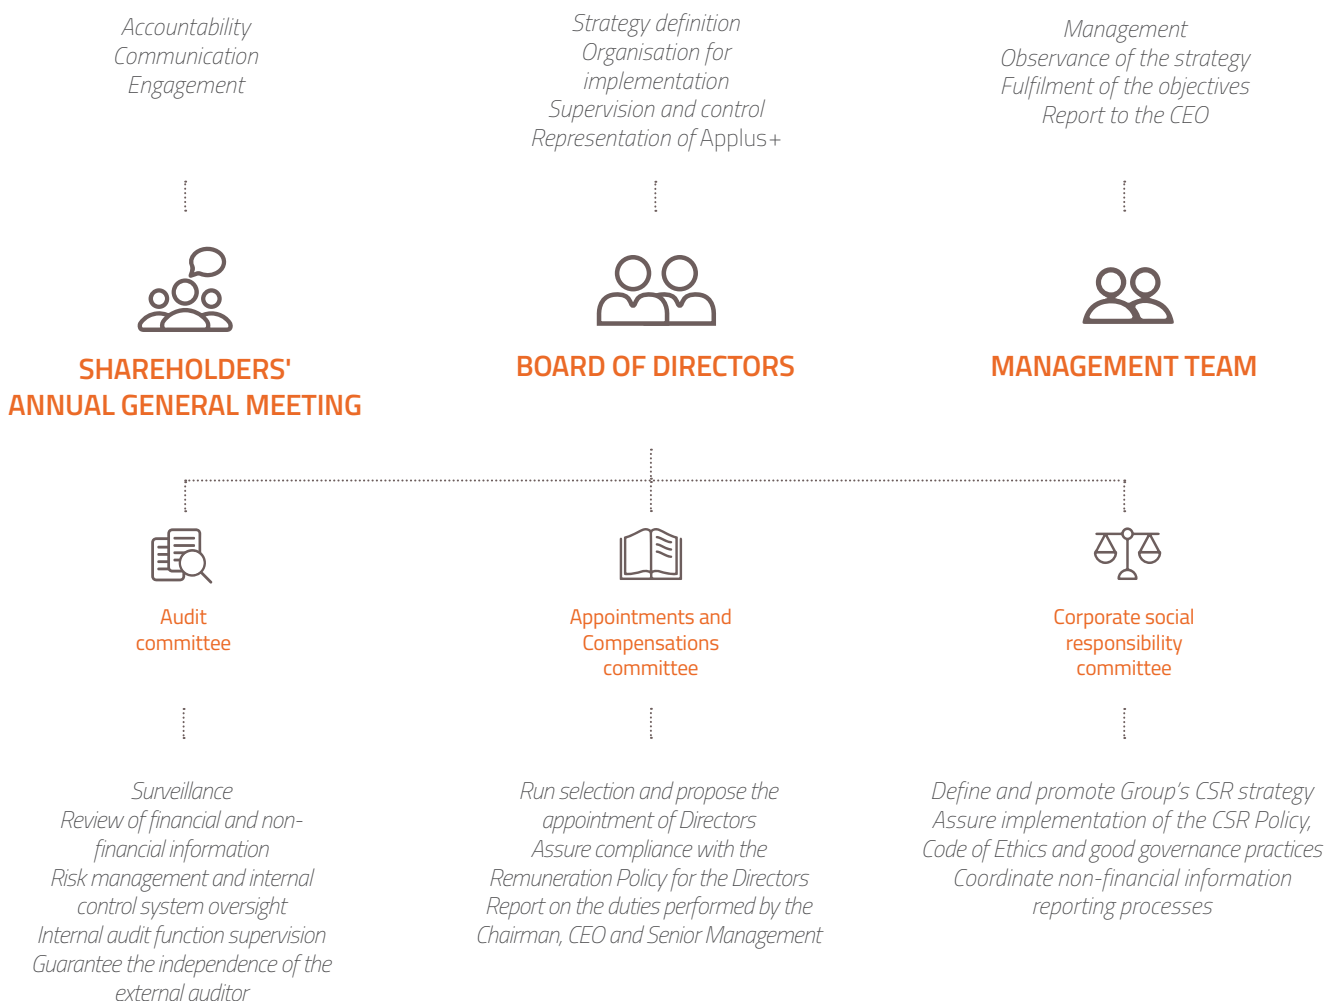 Accountability
Communication
Engagement
Strategy definition
Organisation for
implementation
Supervision and control
Representation of Applus+
Management
Observance of the strategy
Fulfilment of the objectives
Report to the CEO
SHAREHOLDERS'
ANNUAL GENERAL MEETING
BOARD OF DIRECTORS
MANAGEMENT TEAM
Audit
committee
Appointments and
Compensations
committee
Corporate social
responsibility
committee
Surveillance
Review of financial and non-
financial information
Risk management and internal
control system oversight
Internal audit function supervision
Guarantee the independence of the
external auditor
Run selection and propose the
appointment of Directors
Assure compliance with the
Remuneration Policy for the Directors
Report on the duties performed by the
Chairman, CEO and Senior Management
Define and promote Group's CSR strategy
Assure implementation of the CSR Policy,
Code of Ethics and good governance practices
Coordinate non-financial information
reporting processes